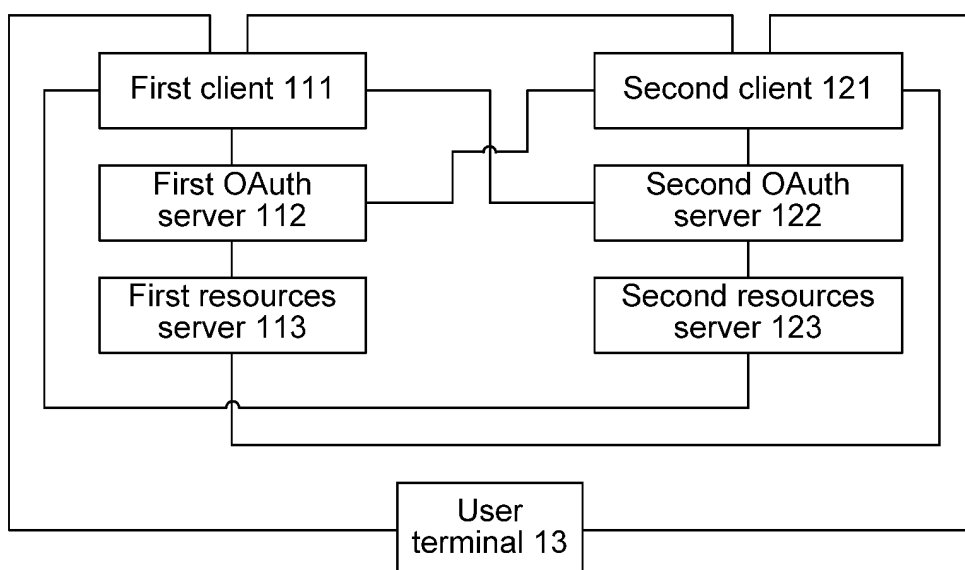 First client 111
Second client 121
First OAuth
server 112
Second OAuth
server 122
First resources
server 113
Second resources
server 123
User
terminal 13